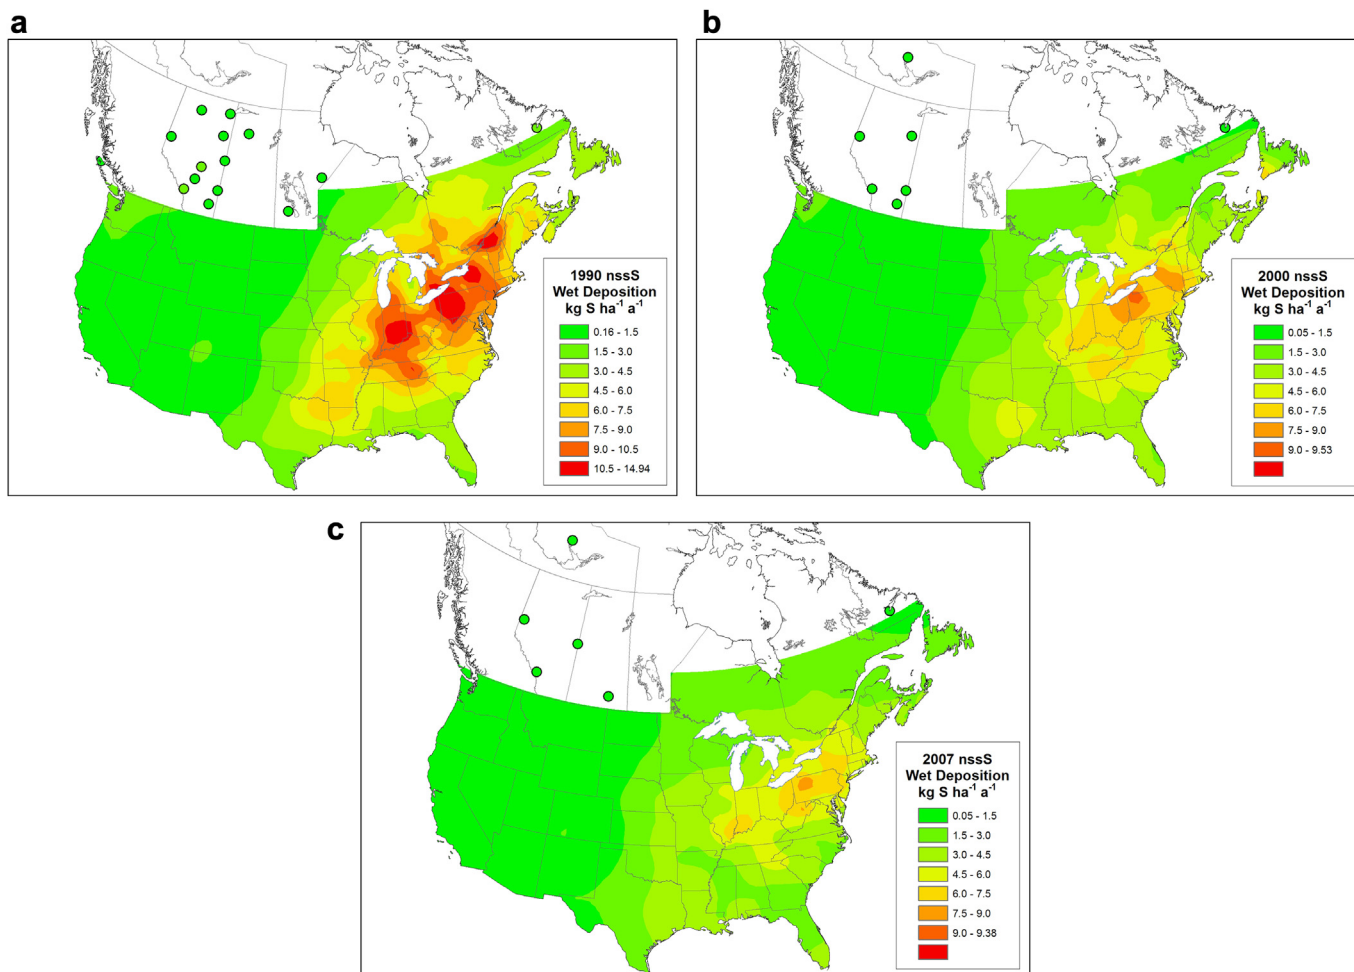 a
1990 nssS
Wet Deposition
kg S ha⁻¹ a⁻¹
0.16 - 1.5
1.5 - 3.0
3.0 - 4.5
4.5 - 6.0
6.0 - 7.5
7.5 - 9.0
9.0 - 10.5
10.5 - 14.94
b
2000 nssS
Wet Deposition
kg S ha⁻¹ a⁻¹
0.05 - 1.5
1.5 - 3.0
3.0 - 4.5
4.5 - 6.0
6.0 - 7.5
7.5 - 9.0
9.0 - 9.53
c
2007 nssS
Wet Deposition
kg S ha⁻¹ a⁻¹
0.05 - 1.5
1.5 - 3.0
3.0 - 4.5
4.5 - 6.0
6.0 - 7.5
7.5 - 9.0
9.0 - 9.38